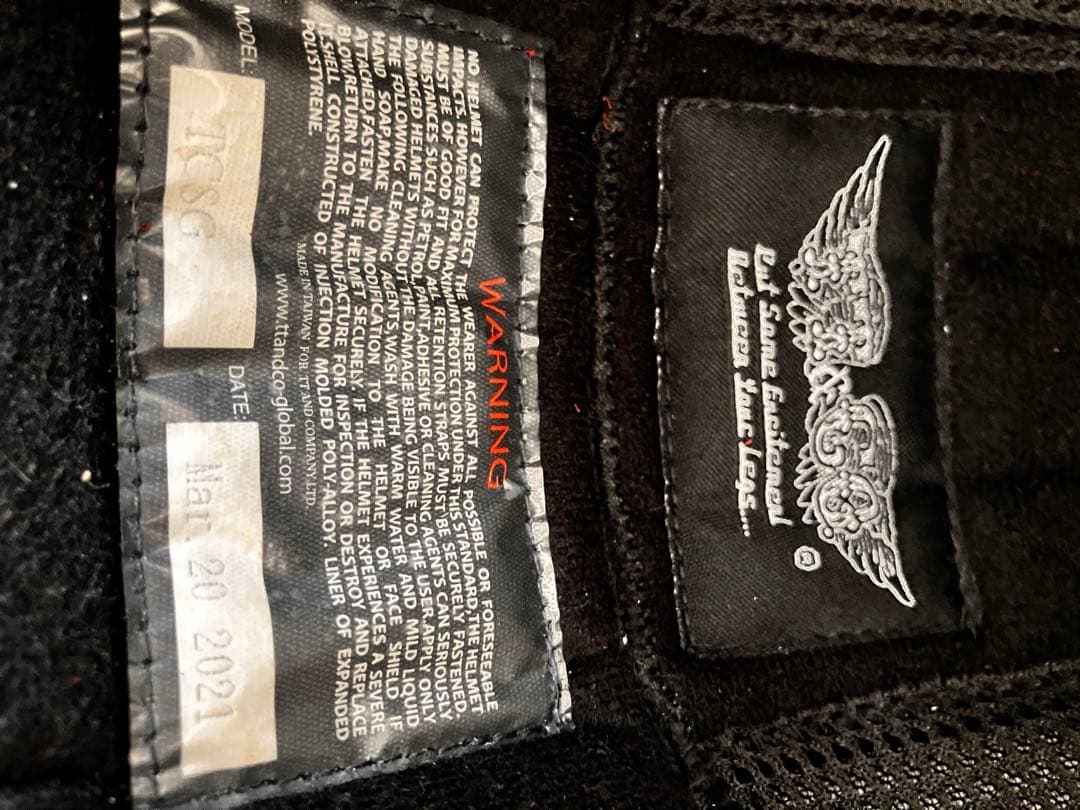 Put Some Excitement
Between Your Legs...
®
WARNING
NO HELMET CAN PROTECT THE WEARER AGAINST ALL POSSIBLE OR FORESEEABLE
IMPACTS. HOWEVER FOR MAXIMUM PROTECTION UNDER THIS STANDARD,THE HELMET
MUST BE OF GOOD FIT AND ALL RETENTION STRAPS MUST BE SECURELY FASTENED.
SUBSTANCES SUCH AS PETROL,PAINT,ADHESIVE OR CLEANING AGENTS CAN SERIOUSLY
DAMAGED HELMETS WITHOUT THE DAMAGE BEING VISIBLE TO THE USER.APPLY ONLY
THE FOLLOWING CLEANING AGENTS,WASH WITH WARM WATER AND MILD LIQUID
HAND SOAP,MAKE NO MODIFICATION TO THE HELMET OR FACE SHIELD IF
ATTACHED,FASTEN THE HELMET SECURELY. IF THE HELMET EXPERIENCES A SEVERE
BLOW,RETURN TO THE MANUFACTURE FOR INSPECTION OR DESTROY AND REPLACE
IT.SHELL CONSTRUCTED OF INJECTION MOLDED POLY-ALLOY. LINER OF EXPANDED
POLYSTYRENE.
MADE IN TAIWAN FOR TT AND COMPANY LTD.
www.ttandco-global.com
MODEL:
DATE: Mar. 20 2021